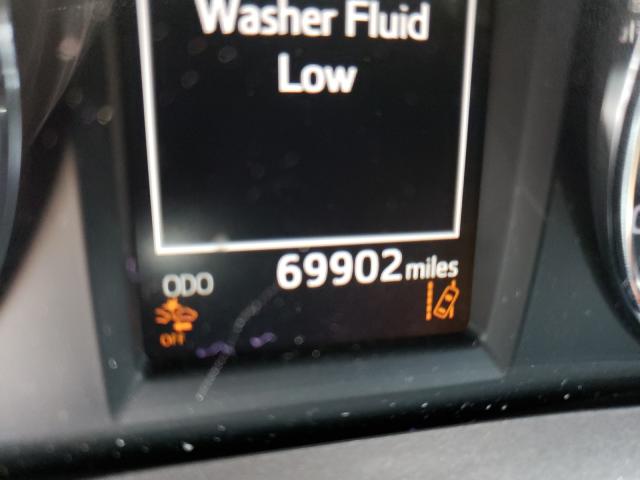 Washer Fluid
Low
ODO 69902 miles
OFF